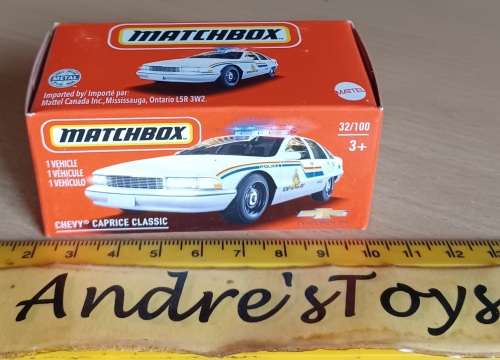 MATCHBOX
METAL
Imported by/ Importé par:
Mattel Canada Inc., Mississauga, Ontario L5R 3W2
MATTEL
MATCHBOX
32/100
3+
1 VEHICLE
1 VÉHICULE
1 VEHÍCULO
POLICE
CHEVY® CAPRICE CLASSIC
2 3 4 5 6 7 8 9 10 11 12 13
Andre'sToys